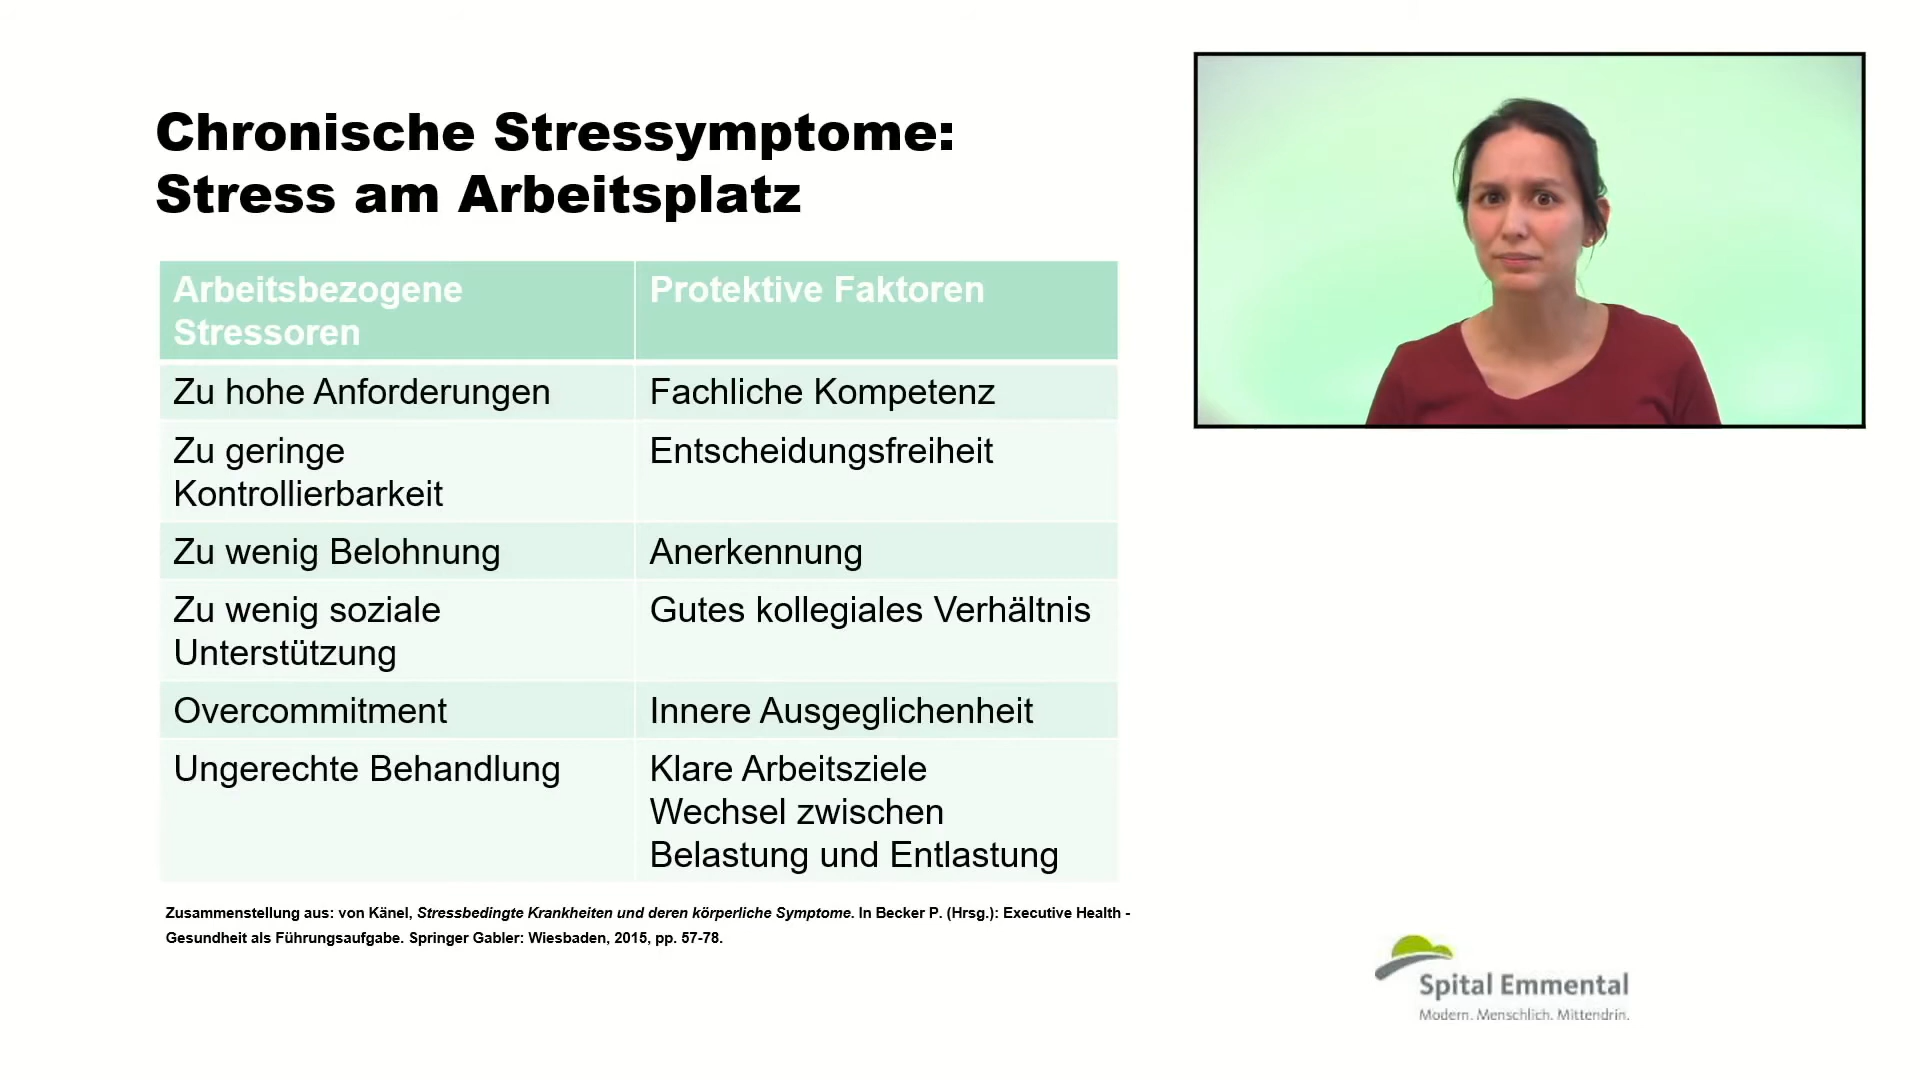 Chronische Stressymptome:
Stress am Arbeitsplatz
Arbeitsbezogene
Stressoren
Protektive Faktoren
Zu hohe Anforderungen
Fachliche Kompetenz
Zu geringe
Kontrollierbarkeit
Entscheidungsfreiheit
Zu wenig Belohnung
Anerkennung
Zu wenig soziale
Unterstützung
Gutes kollegiales Verhältnis
Overcommitment
Innere Ausgeglichenheit
Ungerechte Behandlung
Klare Arbeitsziele
Wechsel zwischen
Belastung und Entlastung
Zusammenstellung aus: von Känel, Stressbedingte Krankheiten und deren körperliche Symptome. In Becker P. (Hrsg.): Executive Health -
Gesundheit als Führungsaufgabe. Springer Gabler: Wiesbaden, 2015, pp. 57-78.
Spital Emmental
Modern. Menschlich. Mittendrin.